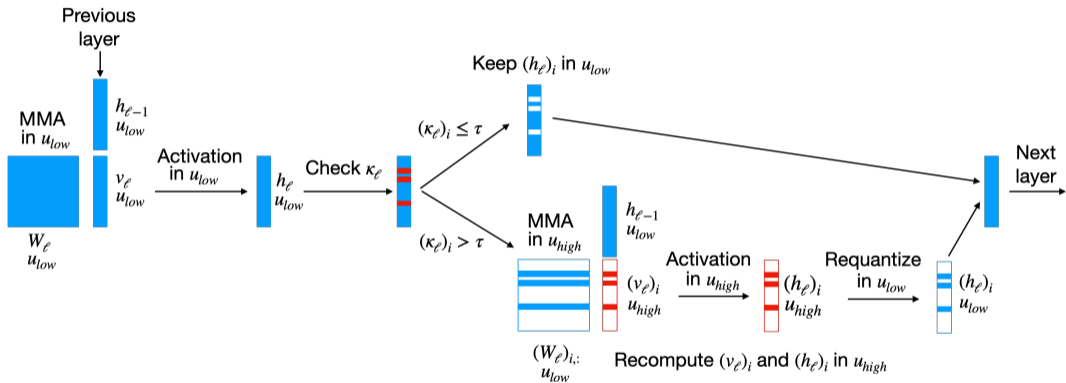 Previous
layer
MMA
in u_low
h_ℓ−1
u_low
v_ℓ
u_low
W_ℓ
u_low
Activation
in u_low
h_ℓ
u_low
Check κ_ℓ
(κ_ℓ)_i ≤ τ
(κ_ℓ)_i > τ
Keep (h_ℓ)_i in u_low
MMA
in u_high
h_ℓ−1
u_low
(v_ℓ)_i
u_high
(W_ℓ)_i,:
u_low
Activation
in u_high
(h_ℓ)_i
u_high
Requantize
in u_low
(h_ℓ)_i
u_low
Recompute (v_ℓ)_i and (h_ℓ)_i in u_high
Next
layer